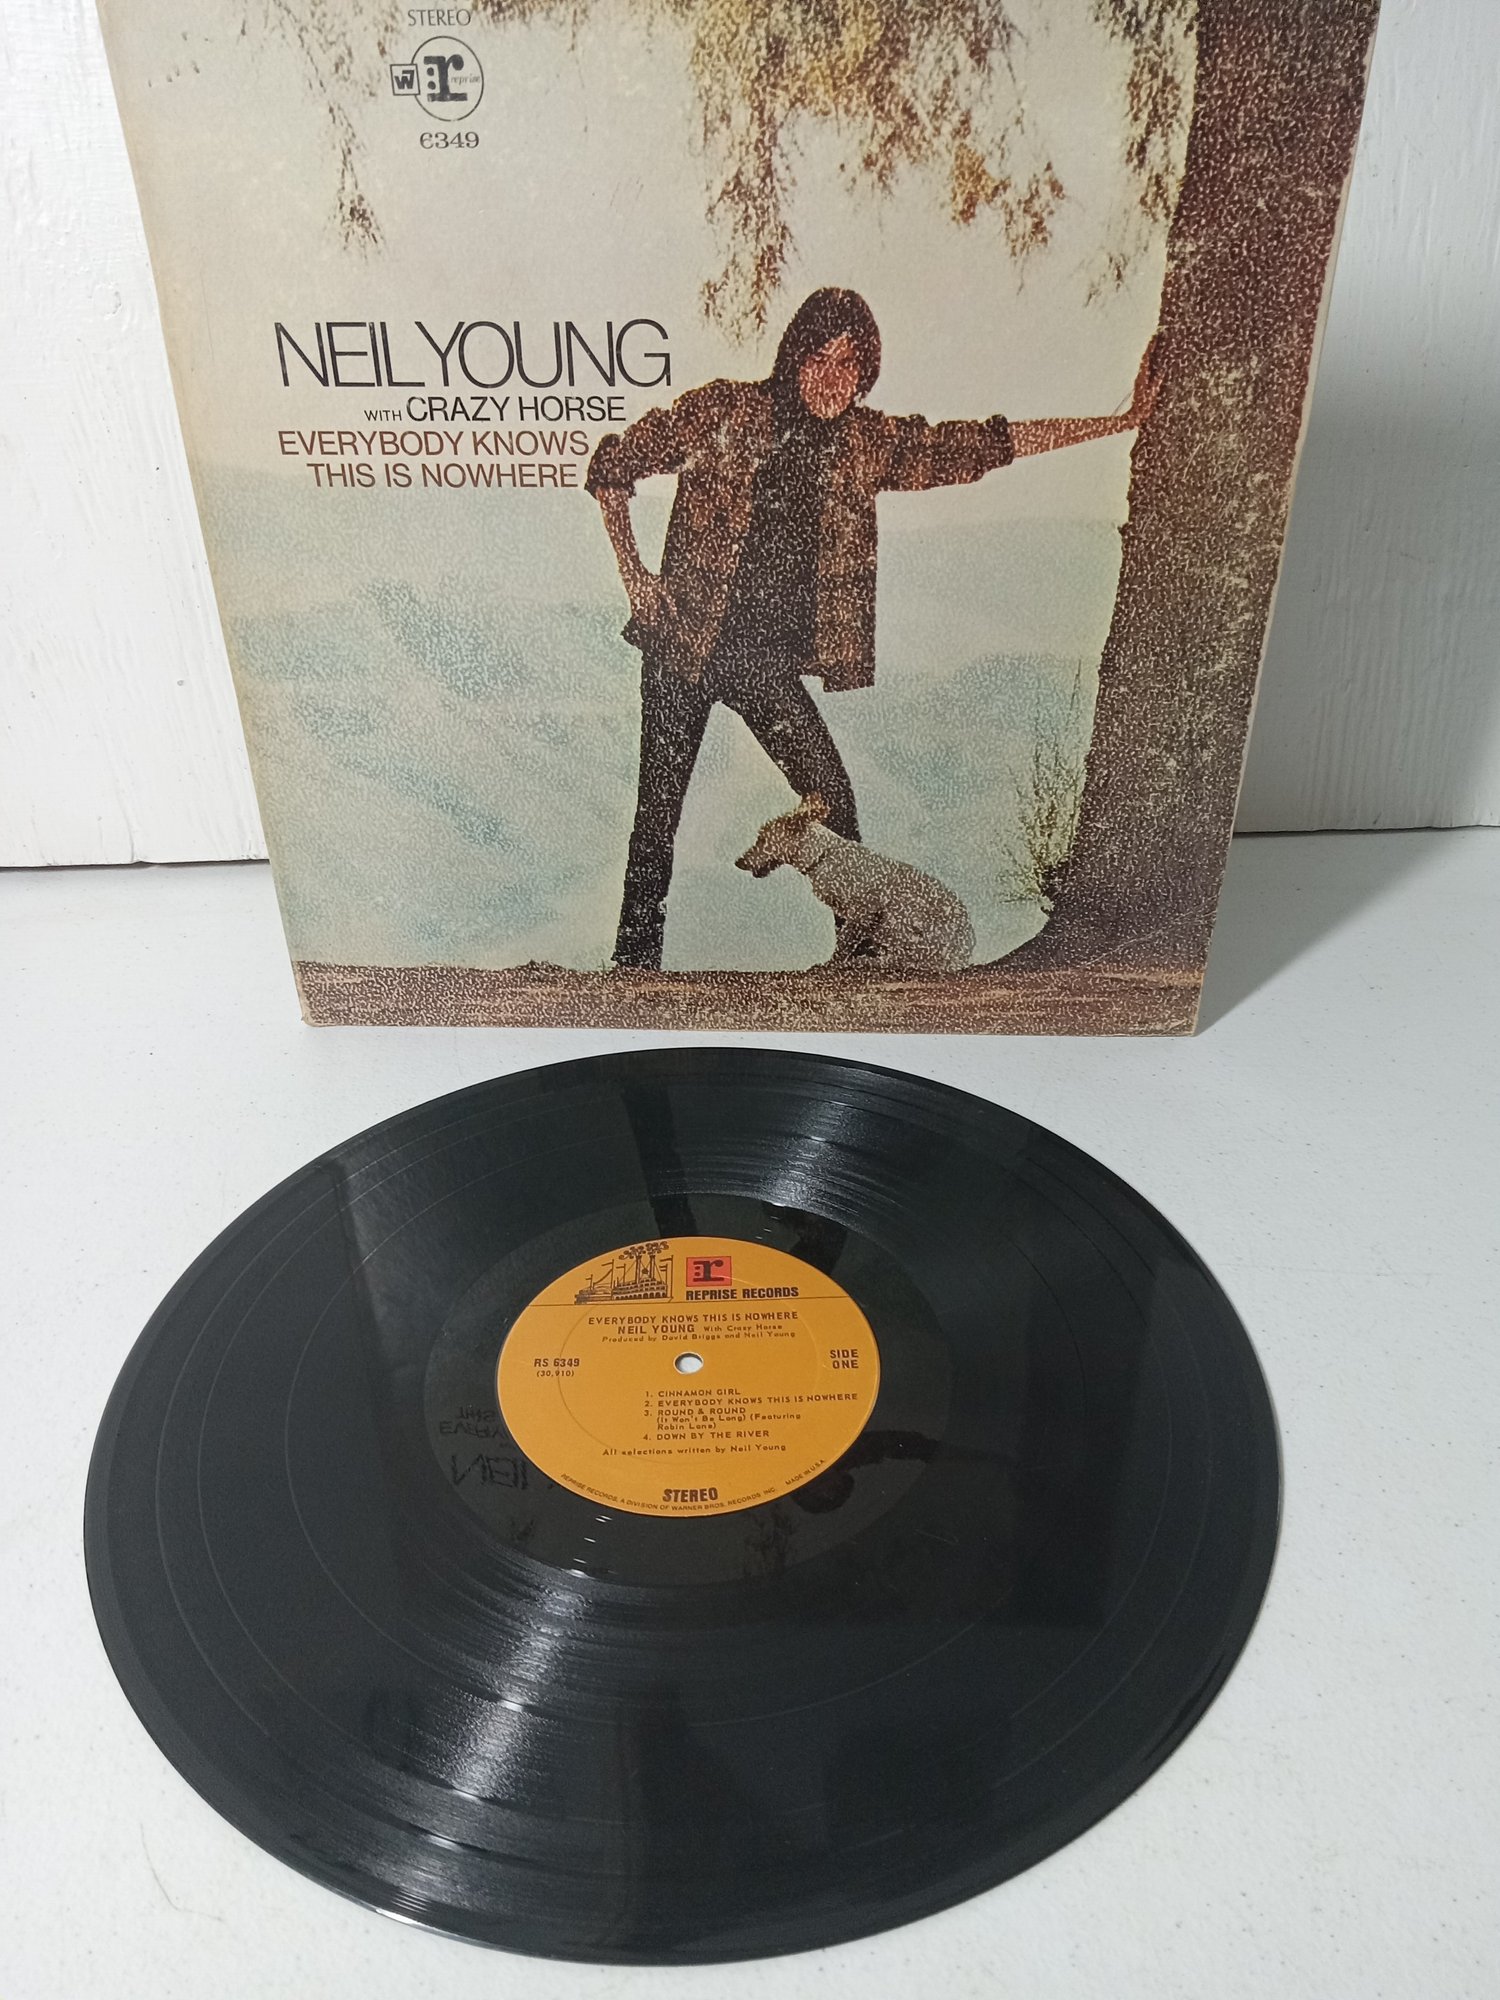 STEREO
W r reprise
6349
NEIL YOUNG
WITH CRAZY HORSE
EVERYBODY KNOWS
THIS IS NOWHERE
r
REPRISE RECORDS
EVERYBODY KNOWS THIS IS NOWHERE
NEIL YOUNG With Crazy Horse
Produced by David Briggs and Neil Young
RS 6349
(30,910)
SIDE
ONE
1. CINNAMON GIRL
2. EVERYBODY KNOWS THIS IS NOWHERE
3. ROUND & ROUND
(It Won't Be Long) (Featuring
Robin Lane)
4. DOWN BY THE RIVER
All selections written by Neil Young
STEREO
REPRISE RECORDS, A DIVISION OF WARNER BROS. RECORDS INC. MADE IN U.S.A.